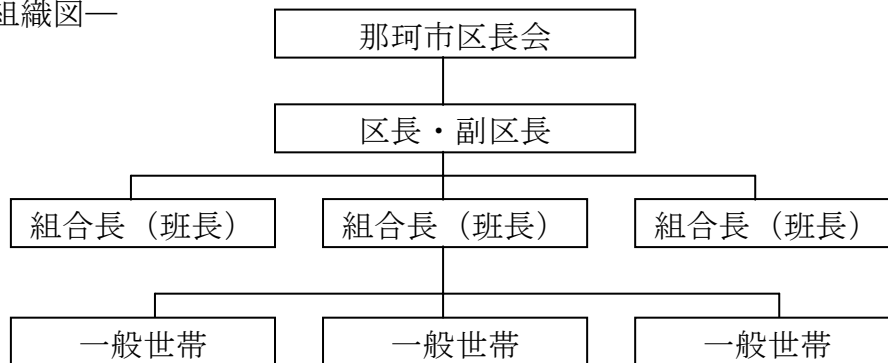 組織図―
那珂市区長会
区長・副区長
組合長（班長） 組合長（班長） 組合長（班長）
一般世帯 一般世帯 一般世帯